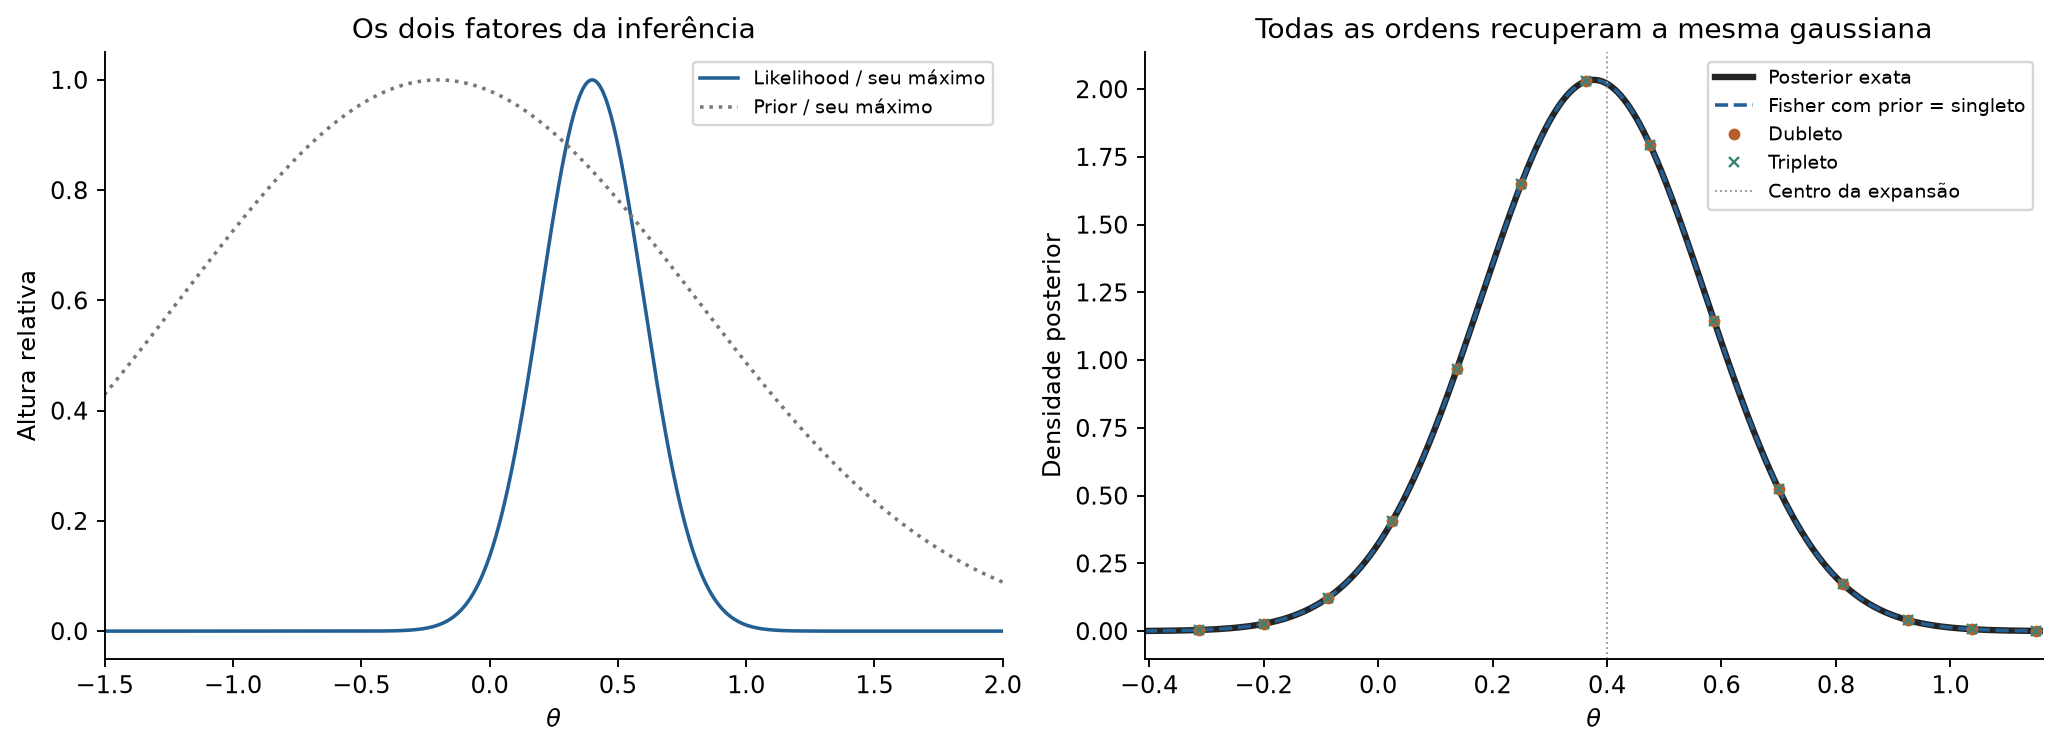 Os dois fatores da inferência
Likelihood / seu máximo
Prior / seu máximo
Altura relativa
1.0
0.8
0.6
0.4
0.2
0.0
−1.5 −1.0 −0.5 0.0 0.5 1.0 1.5 2.0
θ
Todas as ordens recuperam a mesma gaussiana
Posterior exata
Fisher com prior = singleto
Dubleto
Tripleto
Centro da expansão
Densidade posterior
2.00
1.75
1.50
1.25
1.00
0.75
0.50
0.25
0.00
−0.4 −0.2 0.0 0.2 0.4 0.6 0.8 1.0
θ